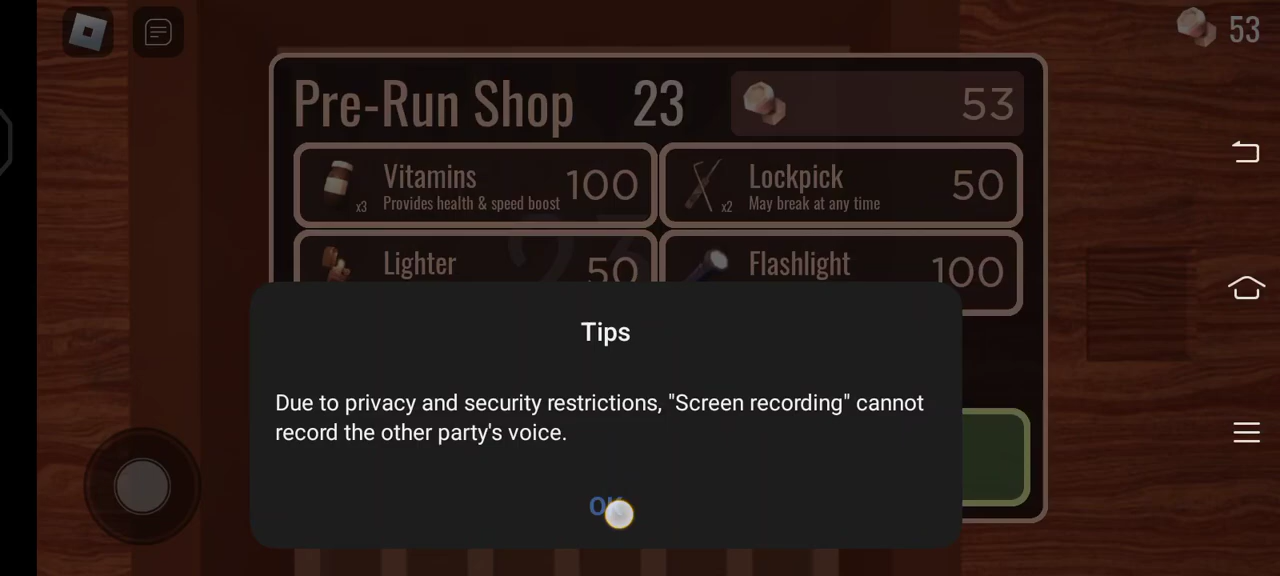 53
Pre-Run Shop 23 53
Vitamins 100 Lockpick 50
x3 Provides health & speed boost x2 May break at any time
Lighter 50 Flashlight 100
Tips
Due to privacy and security restrictions, "Screen recording" cannot
record the other party's voice.
OK